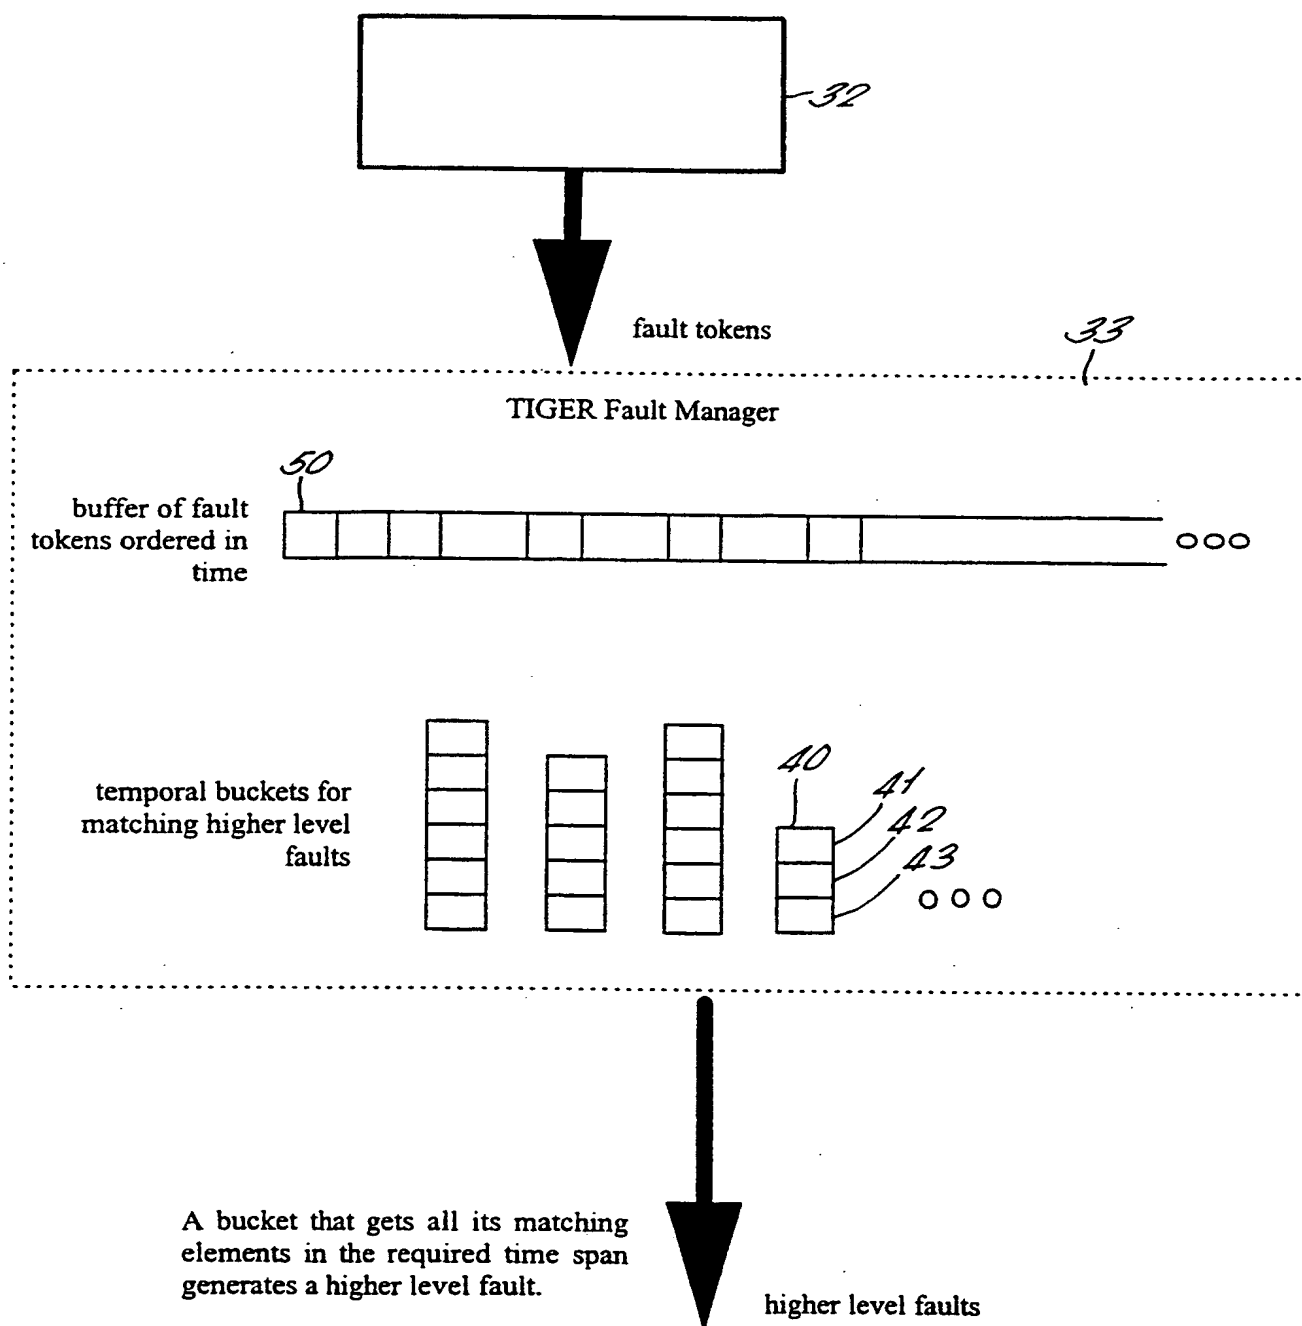 32
fault tokens
33
TIGER Fault Manager
50
buffer of fault
tokens ordered in
time
temporal buckets for
matching higher level
faults
40
41
42
43
A bucket that gets all its matching
elements in the required time span
generates a higher level fault.
higher level faults